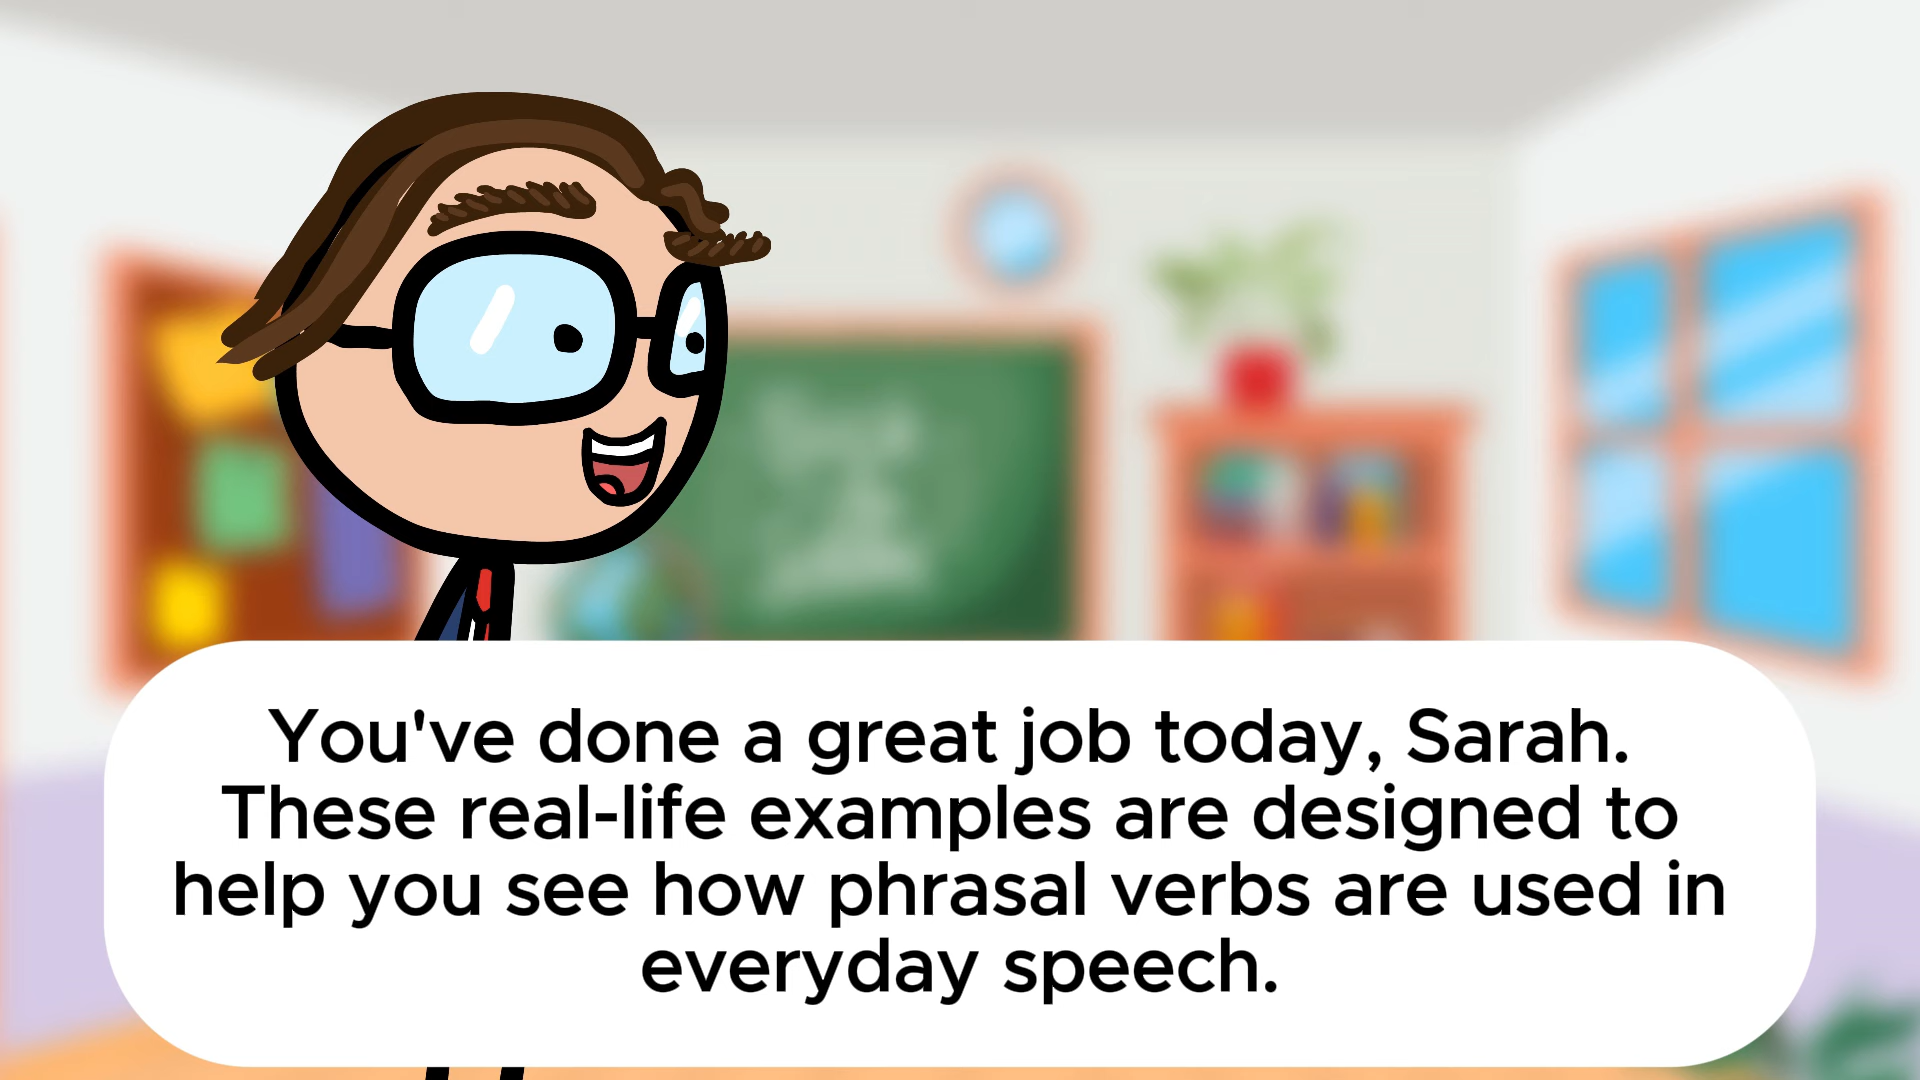 You've done a great job today, Sarah.
These real-life examples are designed to
help you see how phrasal verbs are used in
everyday speech.